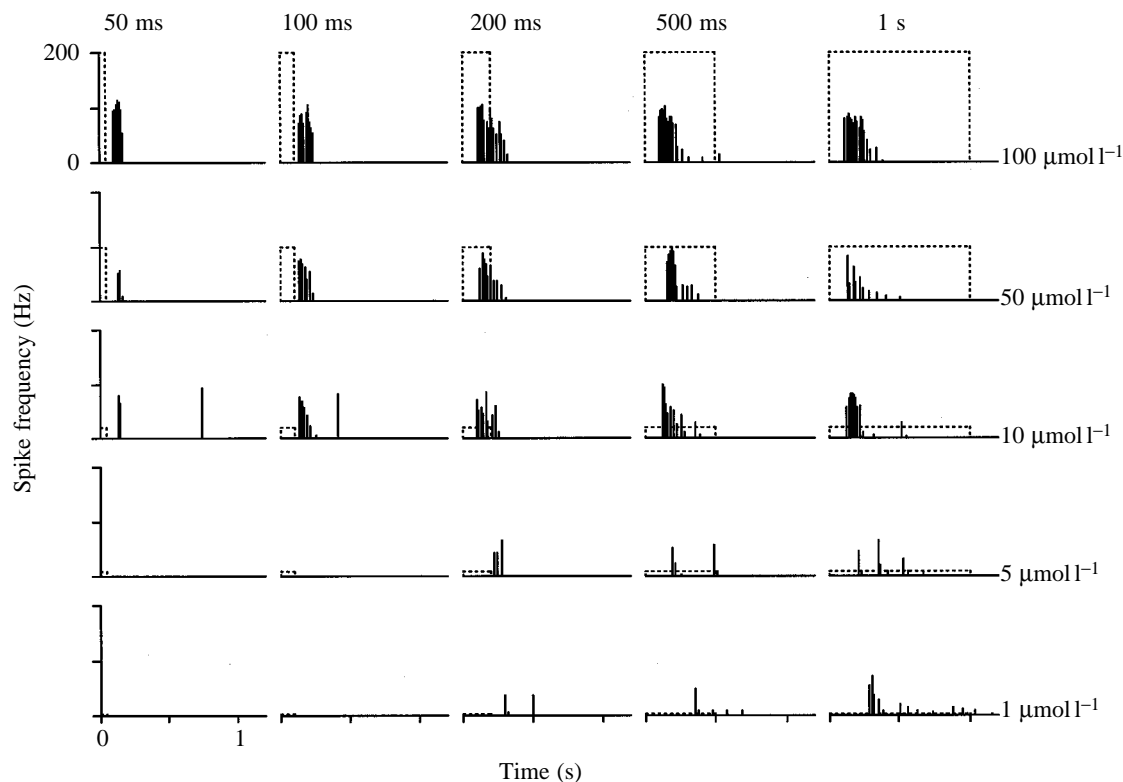 50 ms 100 ms 200 ms 500 ms 1 s
200
0
100 μmol l⁻¹
50 μmol l⁻¹
10 μmol l⁻¹
5 μmol l⁻¹
1 μmol l⁻¹
Spike frequency (Hz)
0 1
Time (s)